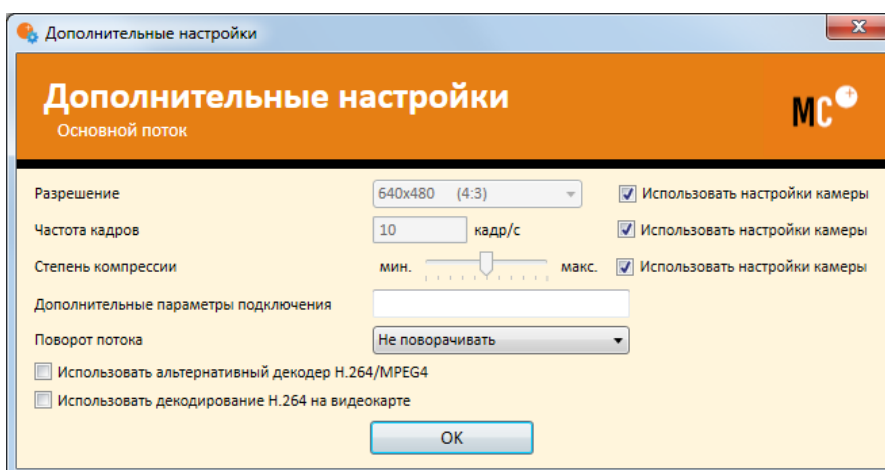 Дополнительные настройки
Дополнительные настройки
Основной поток
MC
Разрешение 640x480 (4:3) Использовать настройки камеры
Частота кадров 10 кадр/с Использовать настройки камеры
Степень компрессии мин. макс. Использовать настройки камеры
Дополнительные параметры подключения
Поворот потока Не поворачивать
Использовать альтернативный декодер H.264/MPEG4
Использовать декодирование H.264 на видеокарте
OK